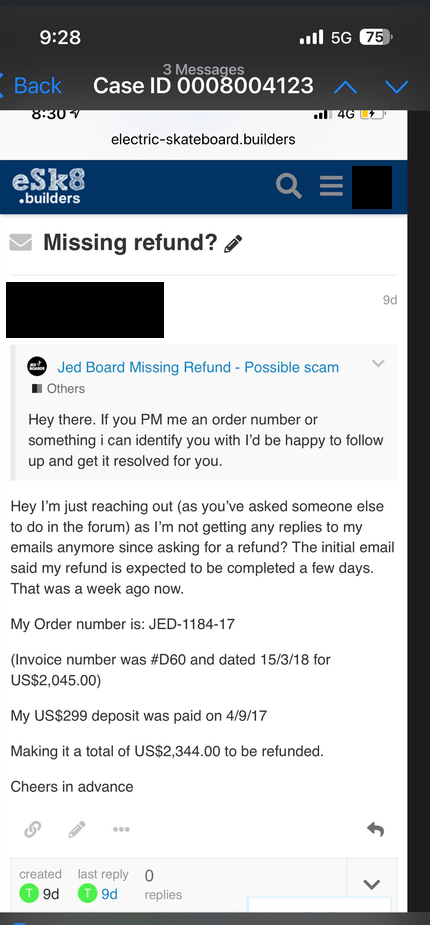 9:28
5G 75
3 Messages
Back Case ID 0008004123
8:30 4G
electric-skateboard.builders
eSk8
.builders
Missing refund?
9d
Jed Board Missing Refund - Possible scam
Others
Hey there. If you PM me an order number or
something i can identify you with I'd be happy to follow
up and get it resolved for you.
Hey I'm just reaching out (as you've asked someone else
to do in the forum) as I'm not getting any replies to my
emails anymore since asking for a refund? The initial email
said my refund is expected to be completed a few days.
That was a week ago now.
My Order number is: JED-1184-17
(Invoice number was #D60 and dated 15/3/18 for
US$2,045.00)
My US$299 deposit was paid on 4/9/17
Making it a total of US$2,344.00 to be refunded.
Cheers in advance
created last reply 0
T 9d T 9d replies